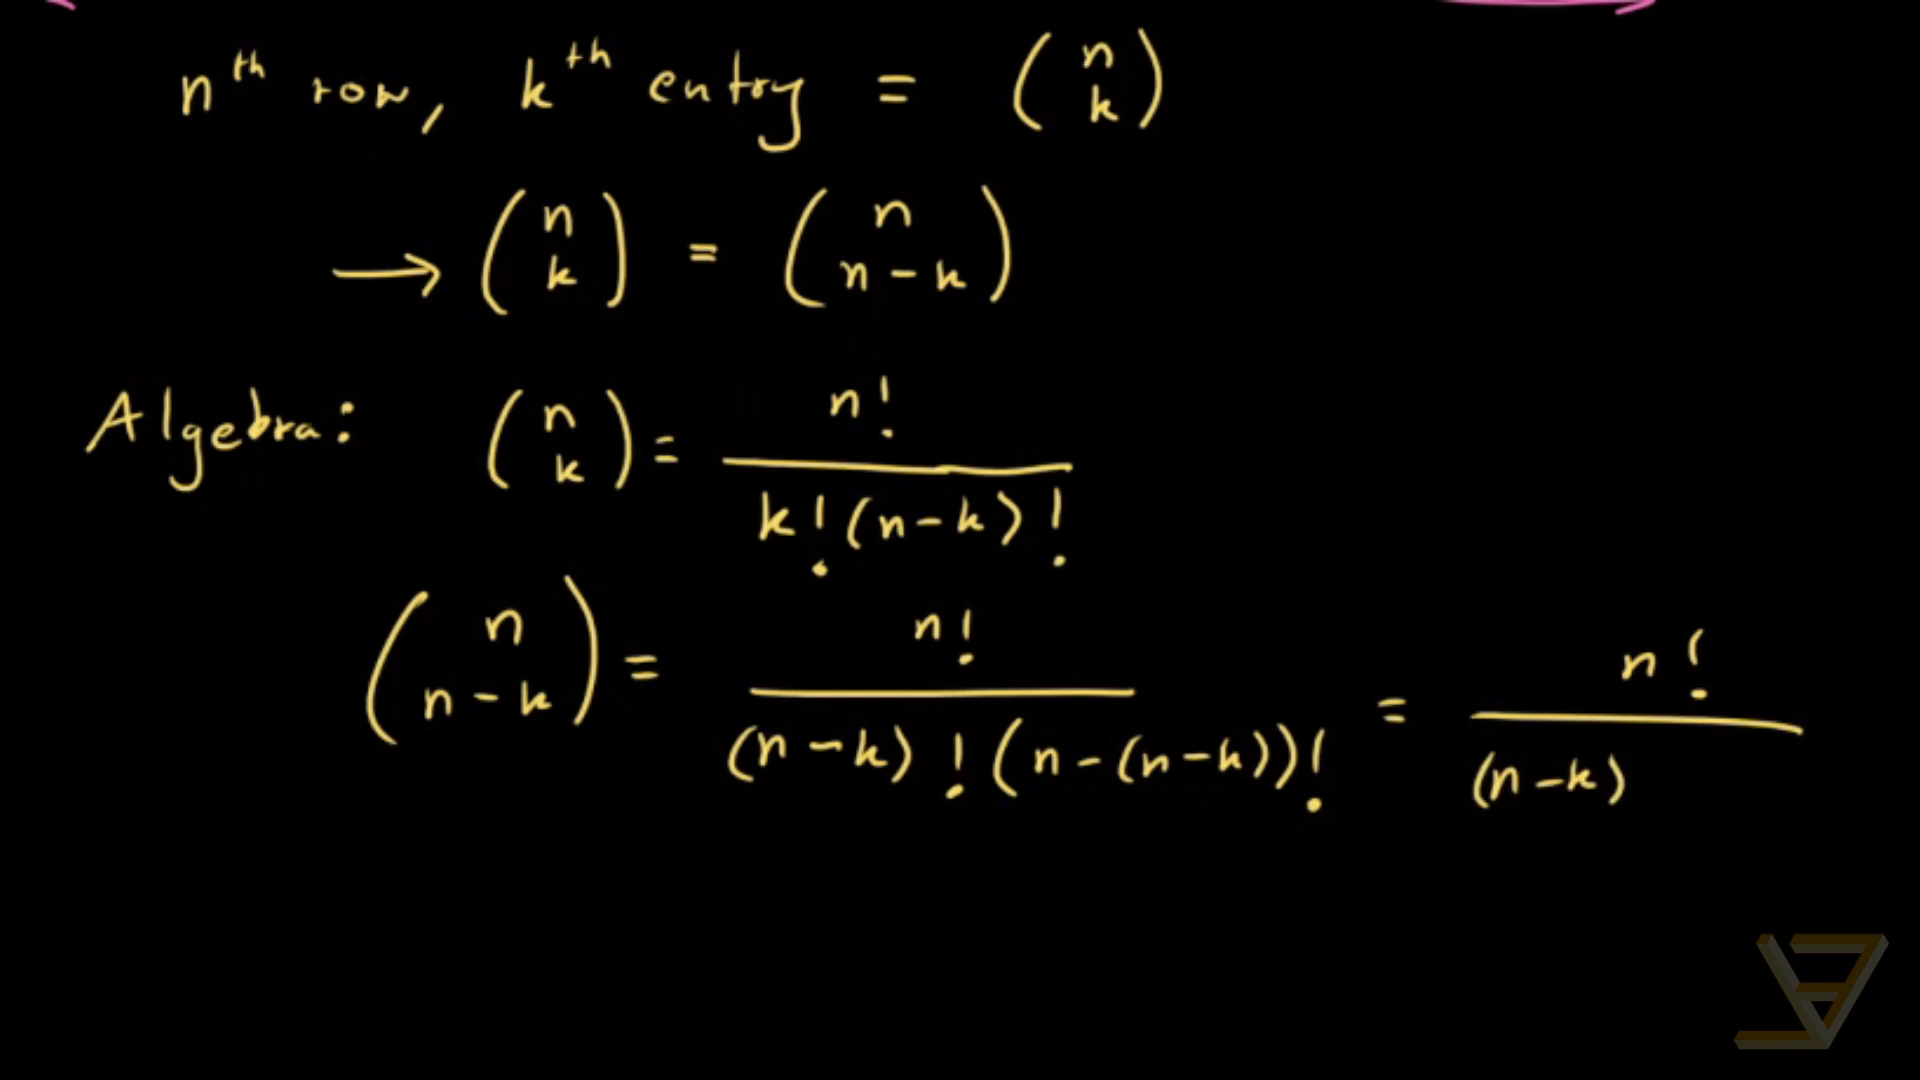 n^th row, k^th entry = (n k)
→ (n k) = (n n-k)
Algebra: (n k) = n! / k!(n-k)!
(n n-k) = n! / (n-k)!(n-(n-k))! = n! / (n-k)